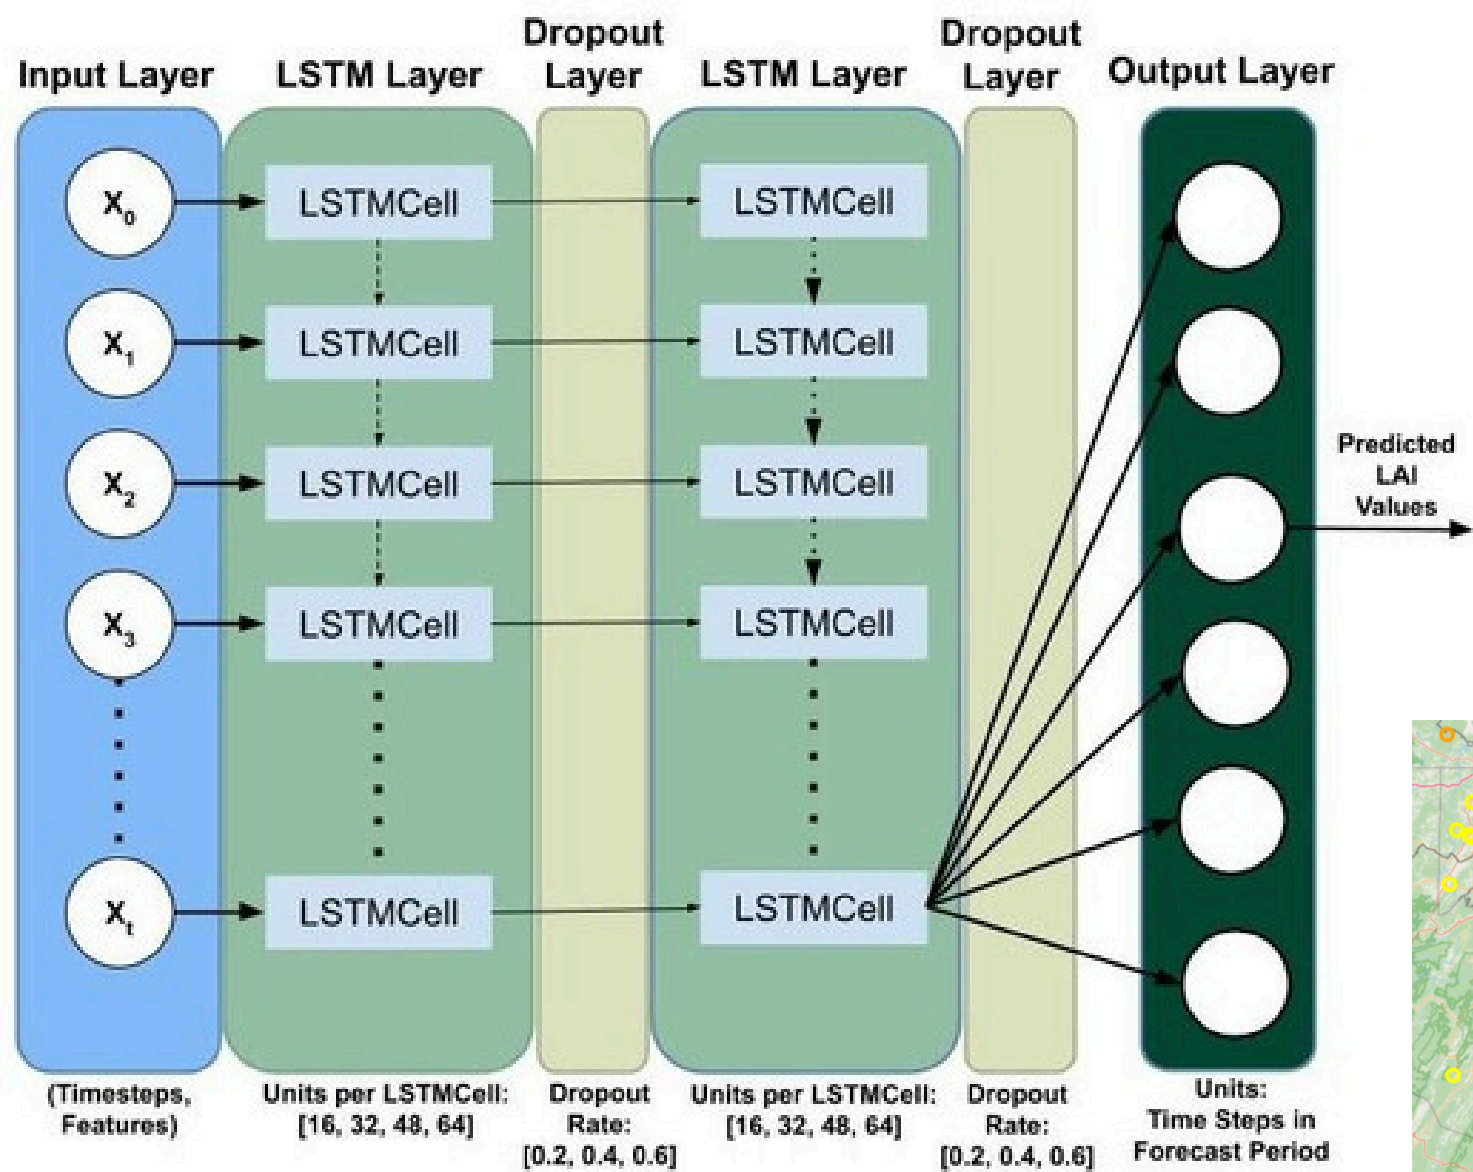 Input Layer
LSTM Layer
Dropout
Layer
LSTM Layer
Dropout
Layer
Output Layer
X0
LSTMCell
LSTMCell
X1
LSTMCell
LSTMCell
X2
LSTMCell
LSTMCell
X3
LSTMCell
LSTMCell
Xt
LSTMCell
LSTMCell
Predicted
LAI
Values
(Timesteps,
Features)
Units per LSTMCell:
[16, 32, 48, 64]
Dropout
Rate:
[0.2, 0.4, 0.6]
Units per LSTMCell:
[16, 32, 48, 64]
Dropout
Rate:
[0.2, 0.4, 0.6]
Units:
Time Steps in
Forecast Period